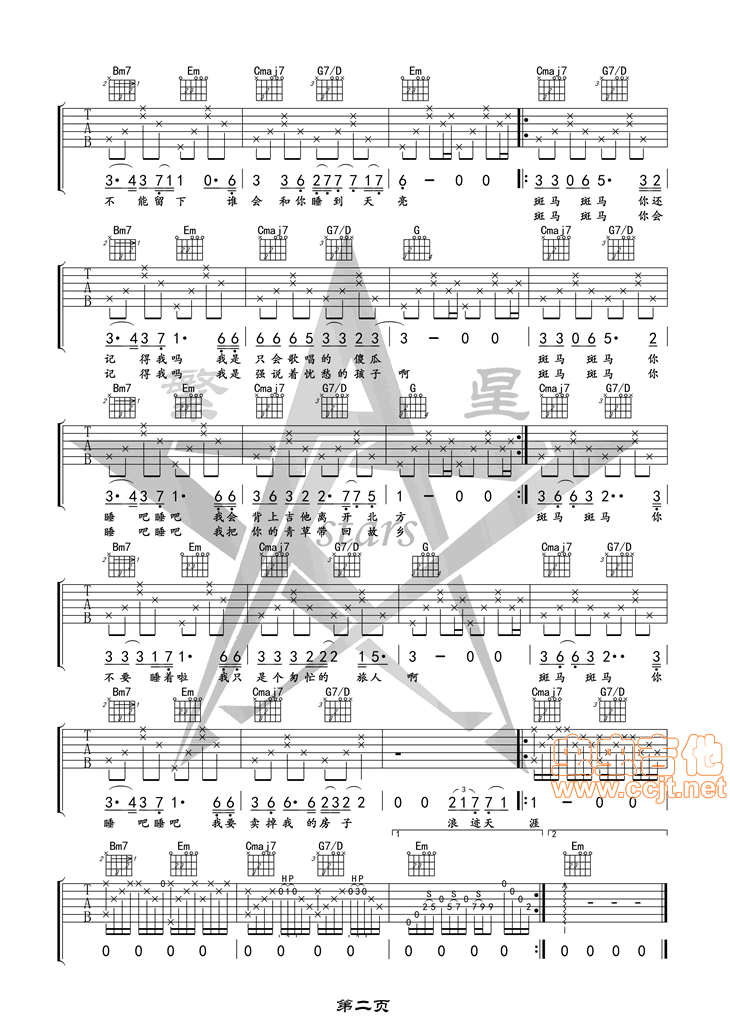 Bm7 Em Cmaj7 G7/D Em Cmaj7 G7/D
T A B
3· 4 3 7 1 1 0· 6 3 3 6 2 7 7 7 1 7 6 - 0 0 3 3 0 6 5· 3 2
不 能 留 下 谁 会 和 你 睡 到 天 亮 斑 马 斑 马 你 还
斑 马 斑 马 你 会
Bm7 Em Cmaj7 G7/D G Cmaj7 G7/D
T A B
3· 4 3 7 1· 6 6 6 6 6 5 3 3 2 3 3 - 0 0 3 3 0 6 5· 2
记 得 我 吗 我 是 只 会 歌 唱 的 傻 瓜 斑 马 斑 马 你
记 得 我 吗 我 是 强 说 着 忧 愁 的 孩 子 啊 斑 马 斑 马 你
繁 星
Bm7 Em Cmaj7 G7/D G Cmaj7 G7/D
T A B
3· 4 3 7 1· 6 6 3 6 3 2 2· 7 7 5 1 - 0 0 3 6 6 3 2· 3
睡 吧 睡 吧 我 会 背 上 吉 他 离 开 北 方 斑 马 斑 马 你
睡 吧 睡 吧 我 把 你 的 青 草 带 回 故 乡
stars
Bm7 Em Cmaj7 G7/D G Cmaj7 G7/D
T A B
3 3 3 1 7 1· 6 6 6 6 3 2 2 2 1 5· 3 - 0 0 3 6 6 3 2· 3
不 要 睡 着 啦 我 只 是 个 匆 忙 的 旅 人 啊 斑 马 斑 马 你
Bm7 Em Cmaj7 G7/D Cmaj7 G7/D
T A B
3· 4 3 7 1· 6 6 3 6 3 6 2 3 2 2 0 0 2 1 7 7 1 1 -
睡 吧 睡 吧 我 要 卖 掉 我 的 房 子 浪 迹 天 涯
www.ccjt.net
1 2
Bm7 Em Cmaj7 G7/D Em Em
HP HP S S S
T A B
0 0 1 0 0 3 0 0 2 5 0 5 7 0 7 9 9 0 0 0 2
0 0 0 0 0 0 0 0 0 0 0 0 0 0 0 0
第二页